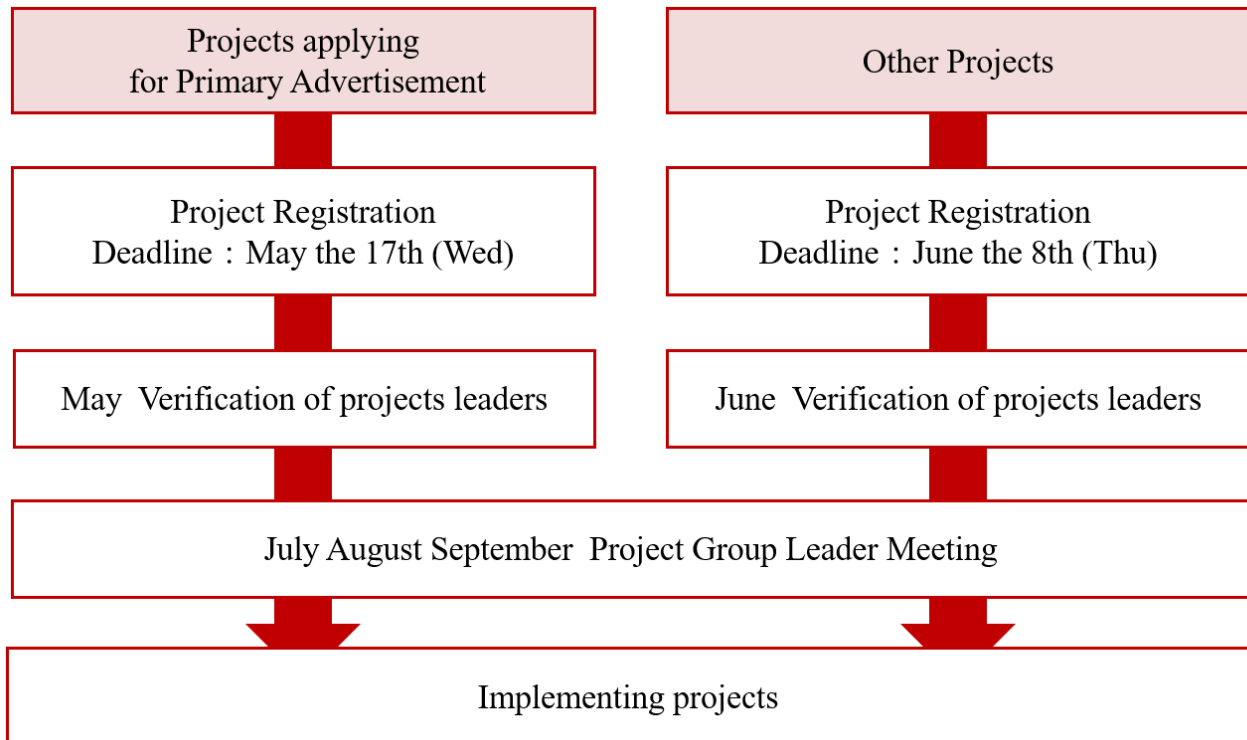 Projects applying
for Primary Advertisement
Other Projects
Project Registration
Deadline：May the 17th (Wed)
Project Registration
Deadline：June the 8th (Thu)
May  Verification of projects leaders
June  Verification of projects leaders
July August September  Project Group Leader Meeting
Implementing projects